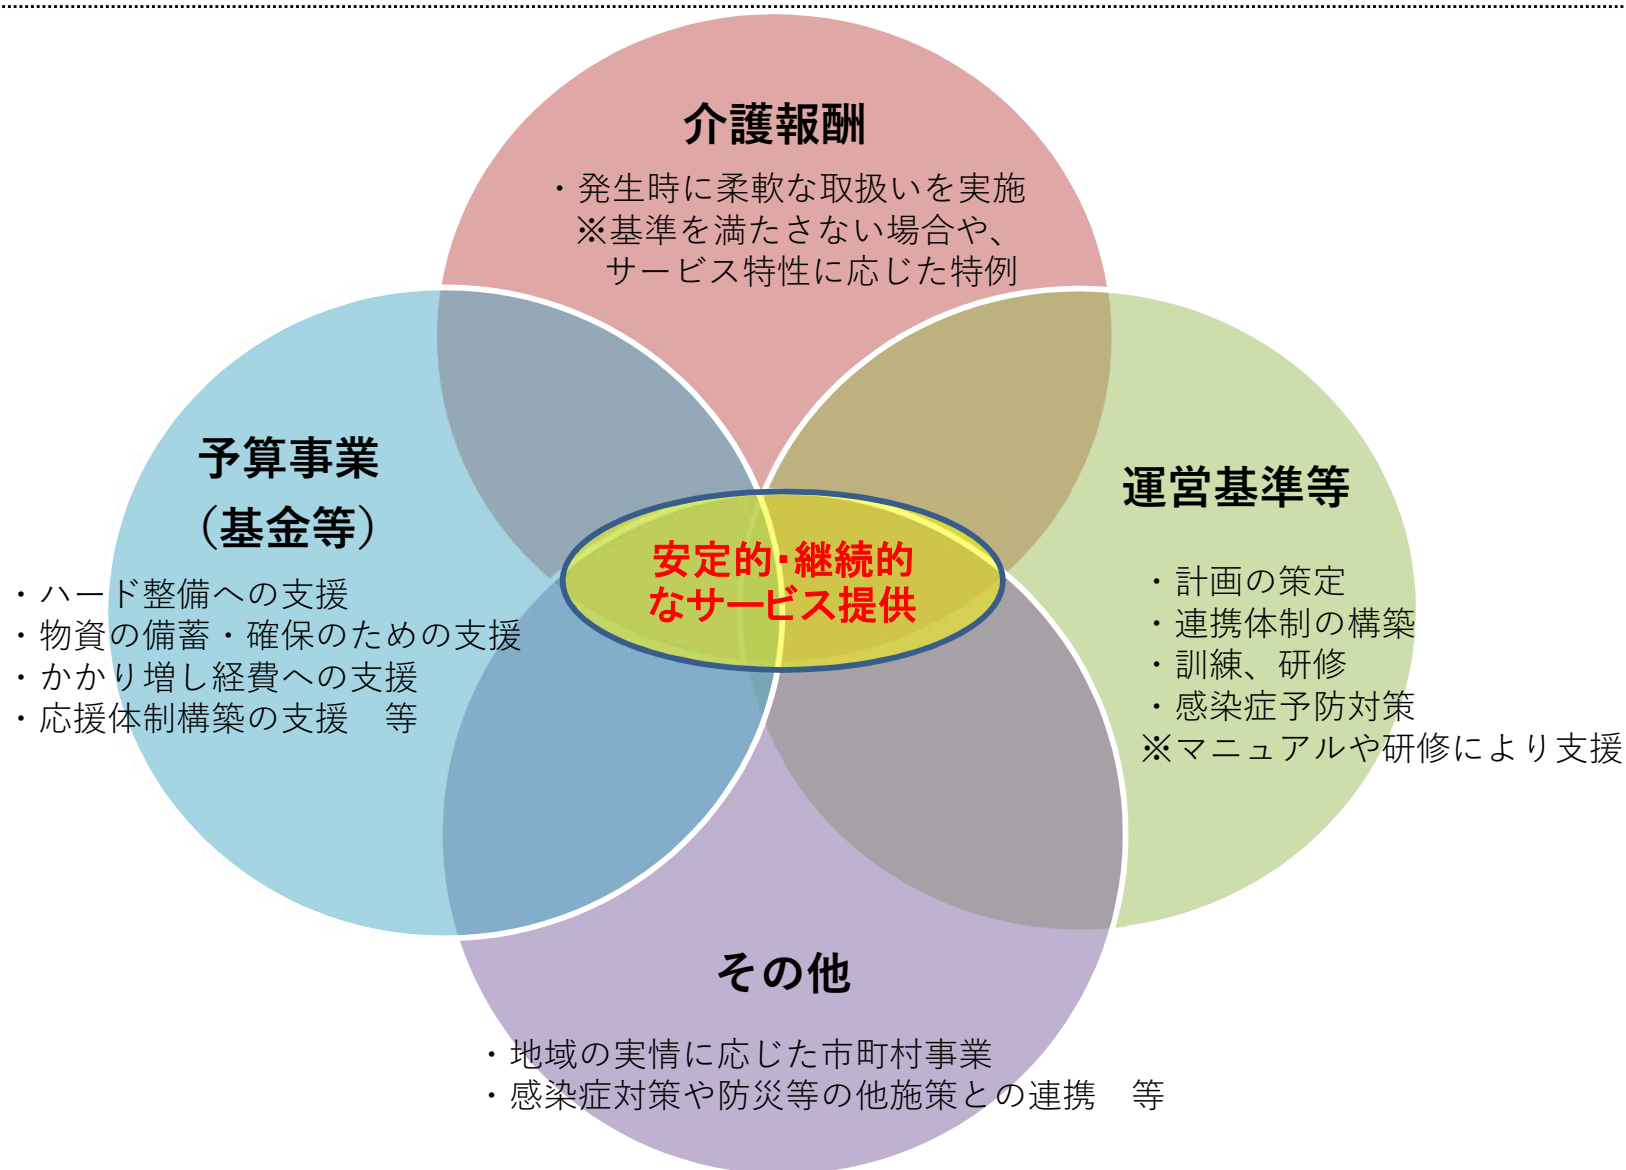 介護報酬
・発生時に柔軟な取扱いを実施
※基準を満たさない場合や、
サービス特性に応じた特例
予算事業
（基金等）
・ハード整備への支援
・物資の備蓄・確保のための支援
・かかり増し経費への支援
・応援体制構築の支援　等
安定的・継続的
なサービス提供
運営基準等
・計画の策定
・連携体制の構築
・訓練、研修
・感染症予防対策
※マニュアルや研修により支援
その他
・地域の実情に応じた市町村事業
・感染症対策や防災等の他施策との連携　等